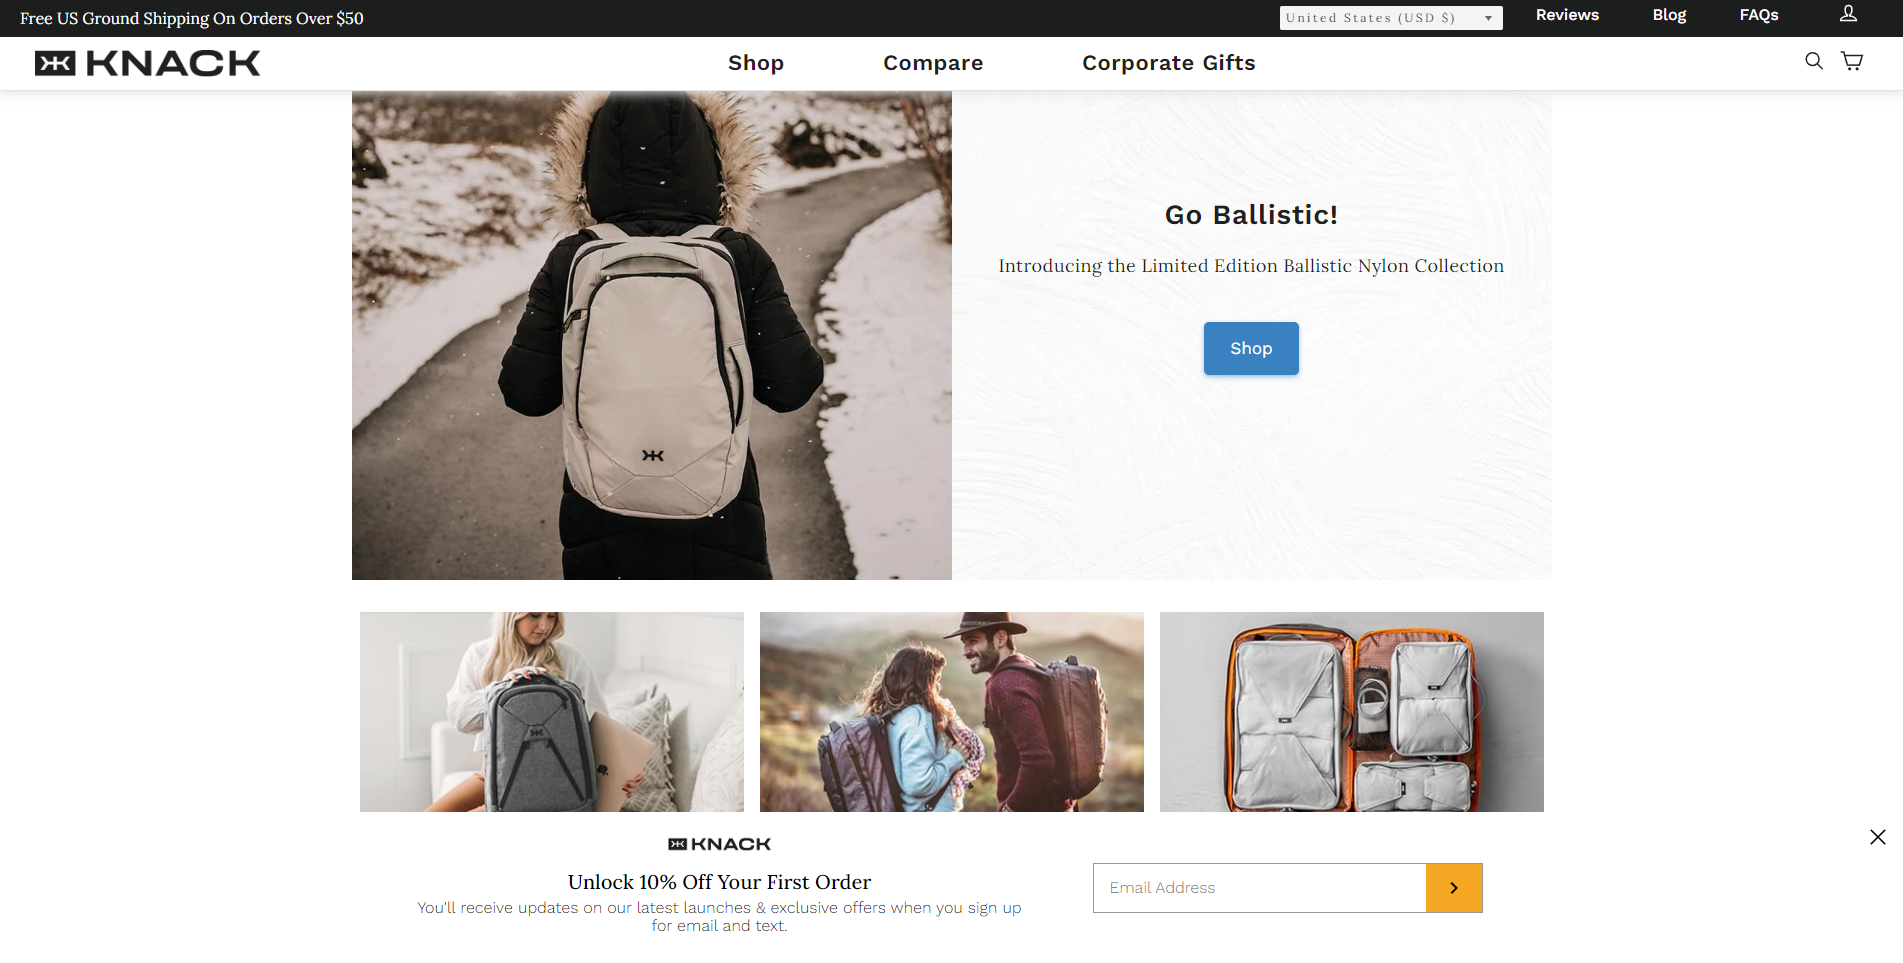 Free US Ground Shipping On Orders Over $50
United States (USD $)
Reviews
Blog
FAQs
KNACK
Shop
Compare
Corporate Gifts
Go Ballistic!
Introducing the Limited Edition Ballistic Nylon Collection
Shop
KNACK
Unlock 10% Off Your First Order
You'll receive updates on our latest launches & exclusive offers when you sign up
for email and text.
Email Address